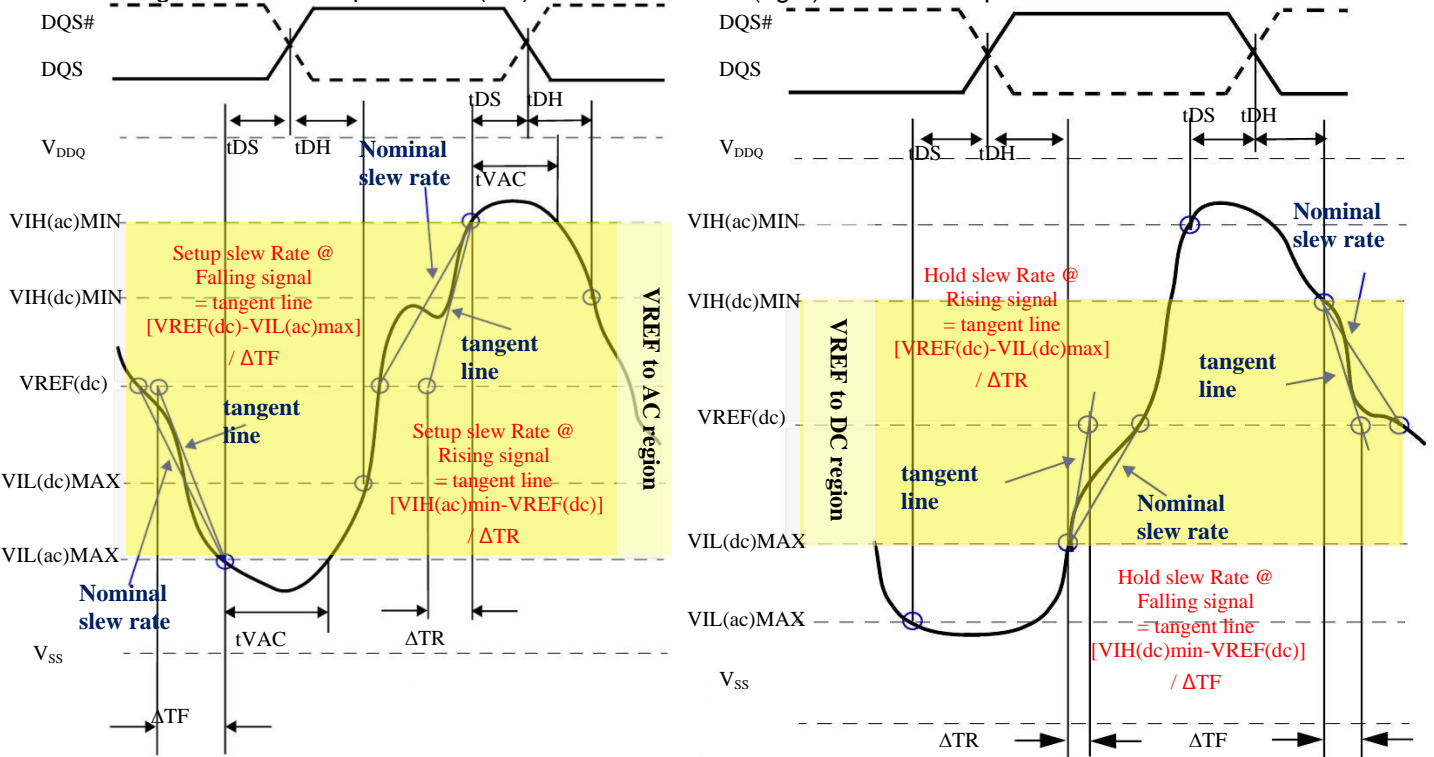 DQS#
DQS
tDS
tDH
tDS
tDH
VDDQ
Nominal
slew rate
tVAC
VIH(ac)MIN
Setup slew Rate @
Falling signal
= tangent line
[VREF(dc)-VIL(ac)max]
/ ΔTF
VIH(dc)MIN
tangent
line
VREF to AC region
VREF(dc)
tangent
line
Setup slew Rate @
Rising signal
= tangent line
[VIH(ac)min-VREF(dc)]
/ ΔTR
VIL(dc)MAX
VIL(ac)MAX
Nominal
slew rate
tVAC
ΔTR
VSS
ΔTF
DQS#
DQS
tDS
tDH
tDS
tDH
VDDQ
VIH(ac)MIN
Nominal
slew rate
Hold slew Rate @
Rising signal
= tangent line
[VREF(dc)-VIL(dc)max]
/ ΔTR
VIH(dc)MIN
VREF to DC region
tangent
line
VREF(dc)
tangent
line
Nominal
slew rate
VIL(dc)MAX
Hold slew Rate @
Falling signal
= tangent line
[VIH(dc)min-VREF(dc)]
/ ΔTF
VIL(ac)MAX
VSS
ΔTR
ΔTF